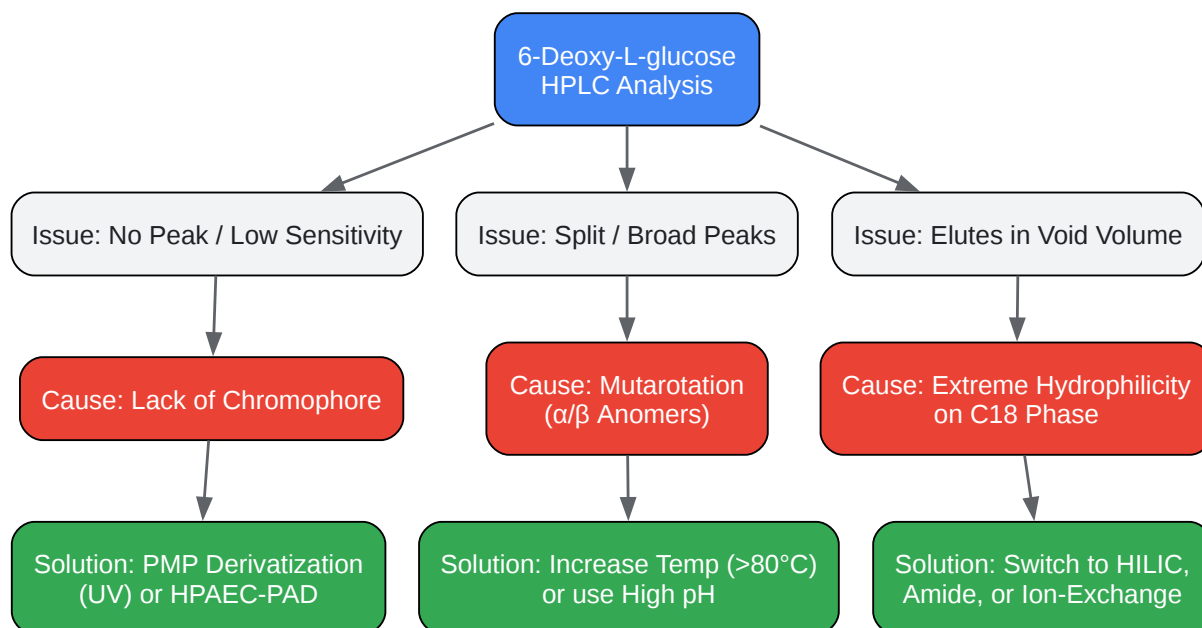 6-Deoxy-L-glucose
HPLC Analysis
Issue: No Peak / Low Sensitivity
Issue: Split / Broad Peaks
Issue: Elutes in Void Volume
Cause: Lack of Chromophore
Cause: Mutarotation
(α/β Anomers)
Cause: Extreme Hydrophilicity
on C18 Phase
Solution: PMP Derivatization
(UV) or HPAEC-PAD
Solution: Increase Temp (>80°C)
or use High pH
Solution: Switch to HILIC,
Amide, or Ion-Exchange